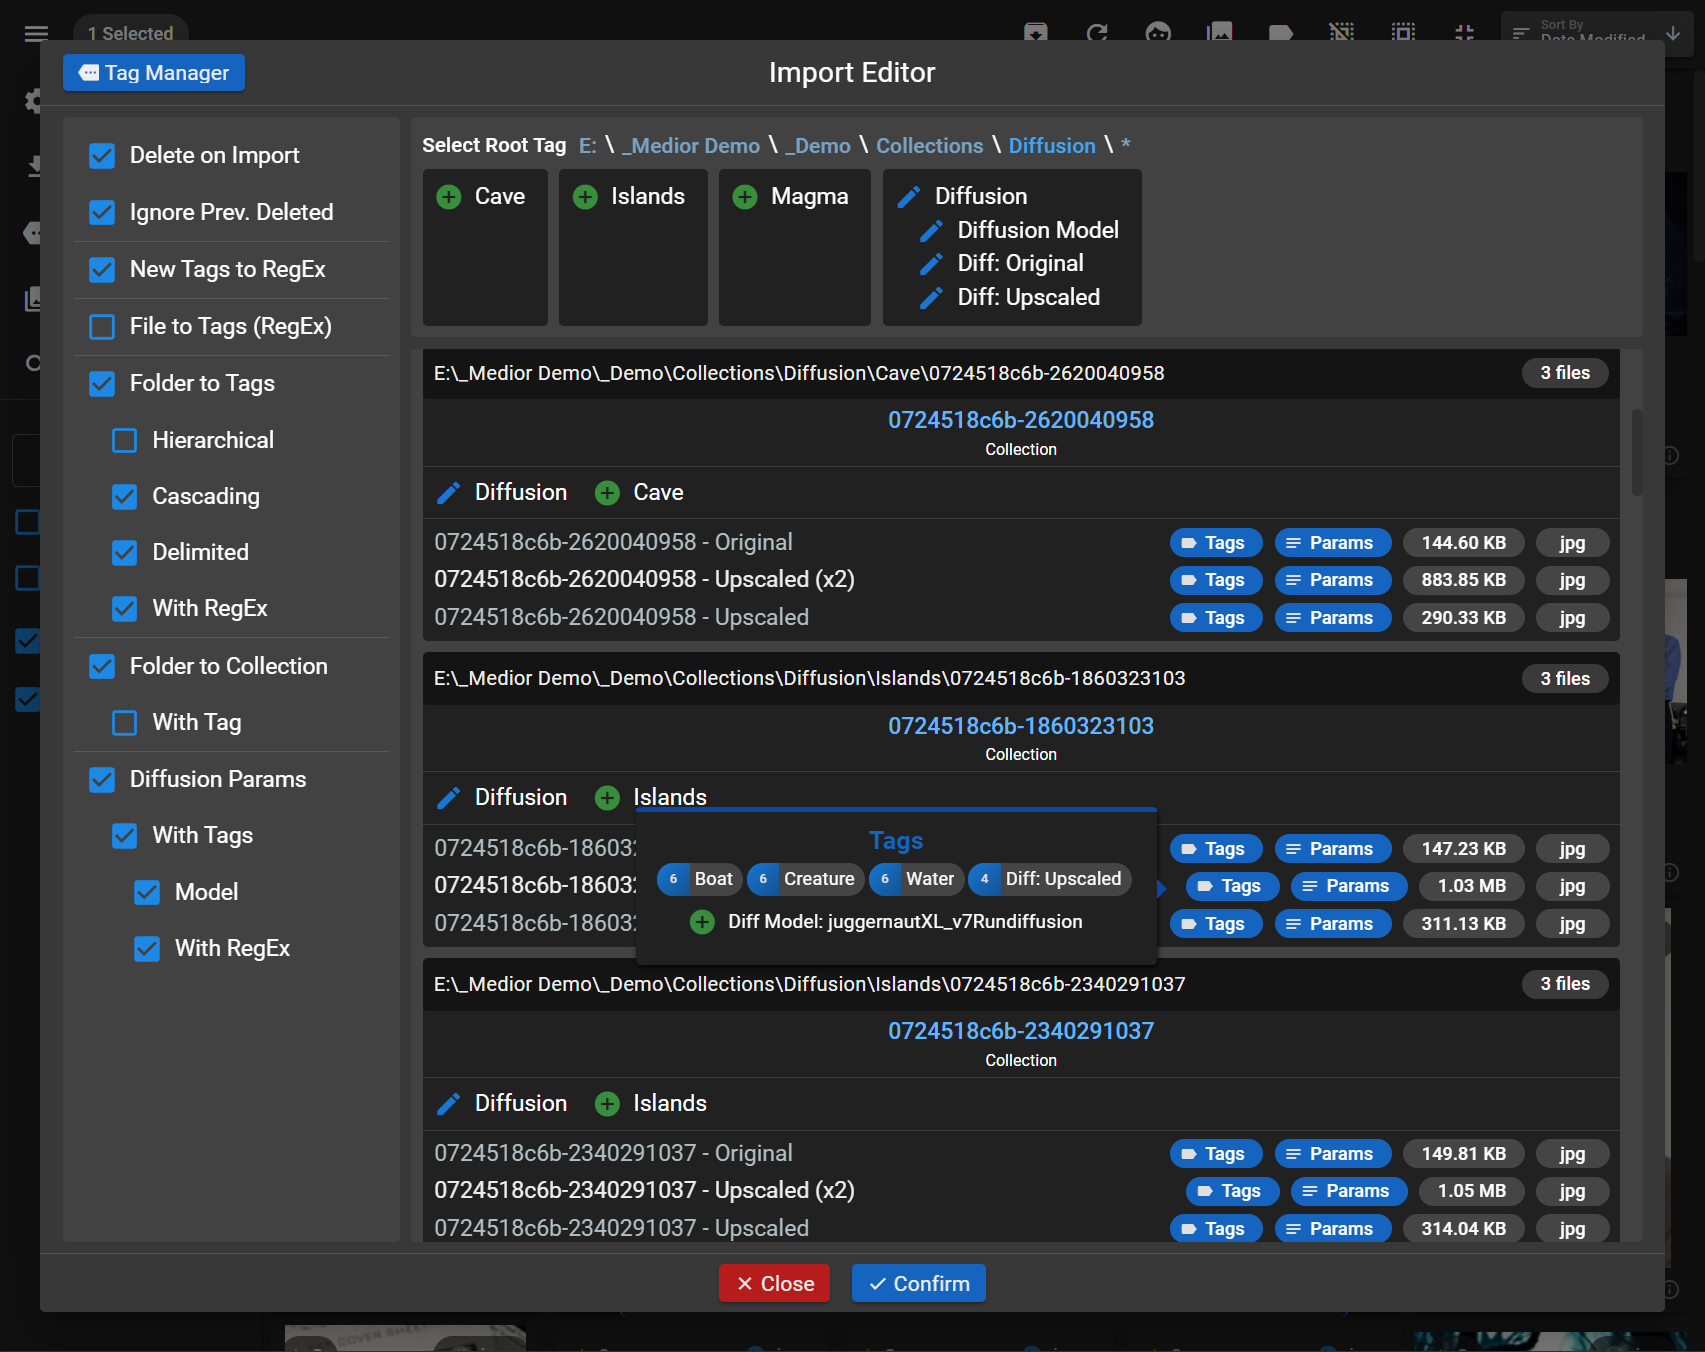 1 Selected
Sort By
Date Modified
Tag Manager
Import Editor
Delete on Import
Ignore Prev. Deleted
New Tags to RegEx
File to Tags (RegEx)
Folder to Tags
Hierarchical
Cascading
Delimited
With RegEx
Folder to Collection
With Tag
Diffusion Params
With Tags
Model
With RegEx
Select Root Tag E: \ _Medior Demo \ _Demo \ Collections \ Diffusion \ *
Cave
Islands
Magma
Diffusion
Diffusion Model
Diff: Original
Diff: Upscaled
E:\_Medior Demo\_Demo\Collections\Diffusion\Cave\0724518c6b-2620040958 3 files
0724518c6b-2620040958
Collection
Diffusion Cave
0724518c6b-2620040958 - Original Tags Params 144.60 KB jpg
0724518c6b-2620040958 - Upscaled (x2) Tags Params 883.85 KB jpg
0724518c6b-2620040958 - Upscaled Tags Params 290.33 KB jpg
E:\_Medior Demo\_Demo\Collections\Diffusion\Islands\0724518c6b-1860323103 3 files
0724518c6b-1860323103
Collection
Diffusion Islands
0724518c6b-18603 Tags Params 147.23 KB jpg
0724518c6b-18603 Tags Params 1.03 MB jpg
0724518c6b-18603 Tags Params 311.13 KB jpg
Tags
6 Boat 6 Creature 6 Water 4 Diff: Upscaled
Diff Model: juggernautXL_v7Rundiffusion
E:\_Medior Demo\_Demo\Collections\Diffusion\Islands\0724518c6b-2340291037 3 files
0724518c6b-2340291037
Collection
Diffusion Islands
0724518c6b-2340291037 - Original Tags Params 149.81 KB jpg
0724518c6b-2340291037 - Upscaled (x2) Tags Params 1.05 MB jpg
0724518c6b-2340291037 - Upscaled Tags Params 314.04 KB jpg
Close
Confirm
COVER SHEET